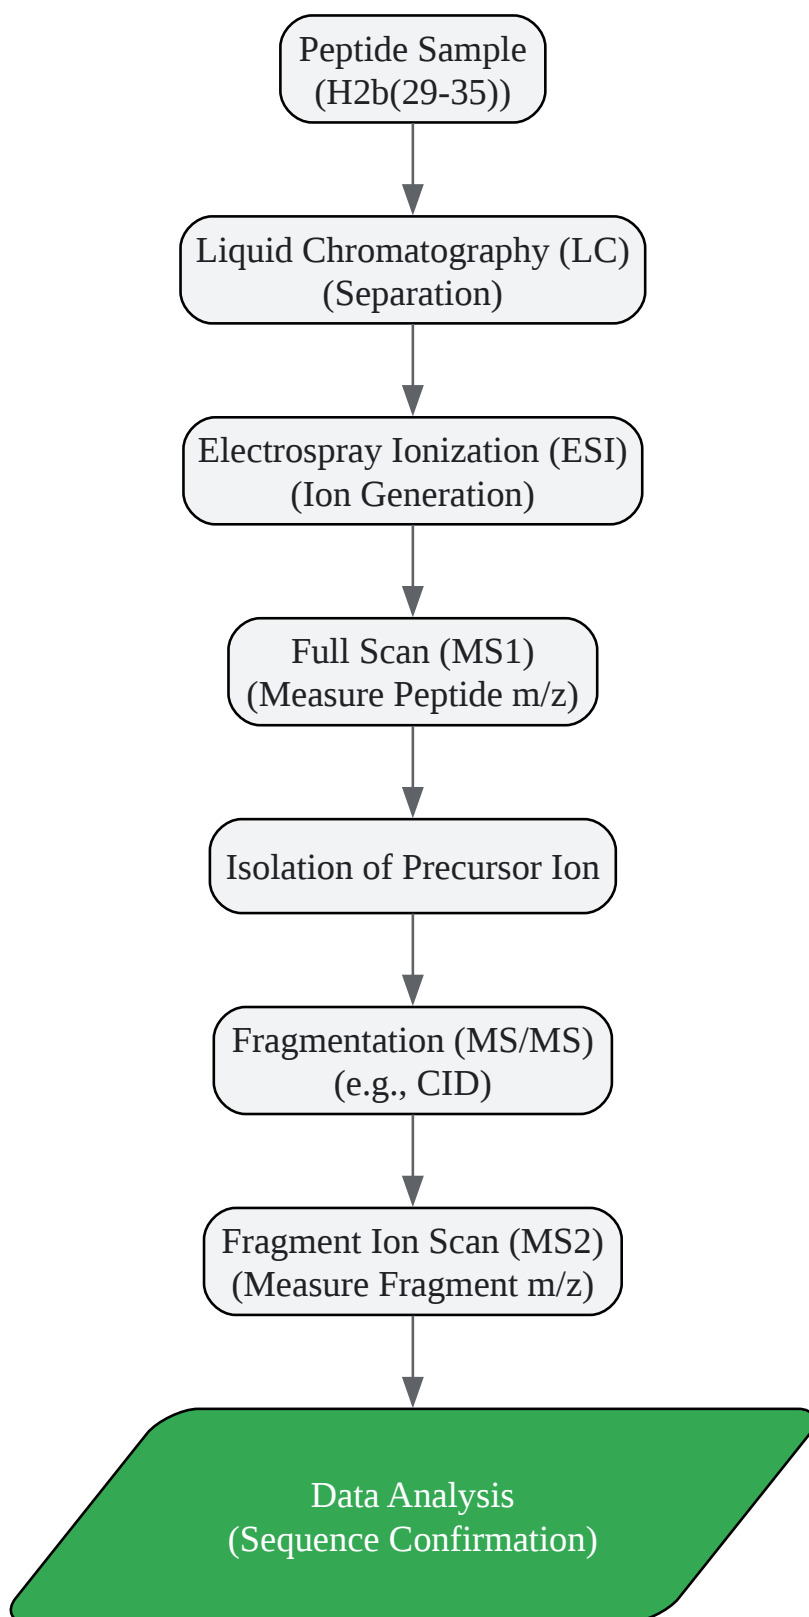 Peptide Sample
(H2b(29-35))
Liquid Chromatography (LC)
(Separation)
Electrospray Ionization (ESI)
(Ion Generation)
Full Scan (MS1)
(Measure Peptide m/z)
Isolation of Precursor Ion
Fragmentation (MS/MS)
(e.g., CID)
Fragment Ion Scan (MS2)
(Measure Fragment m/z)
Data Analysis
(Sequence Confirmation)